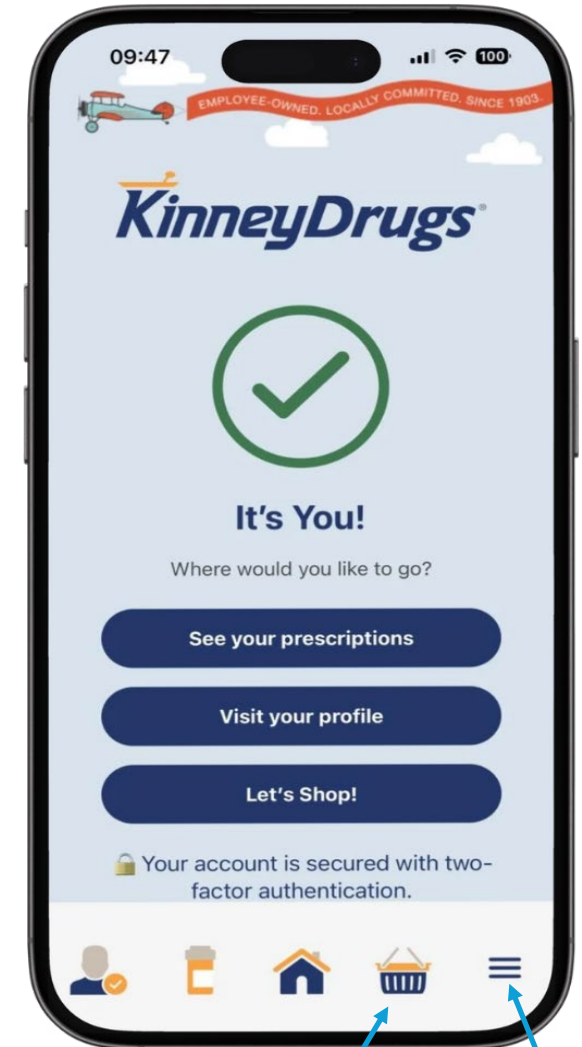 09:47
100
EMPLOYEE-OWNED. LOCALLY COMMITTED. SINCE 1903.
KinneyDrugs®
It's You!
Where would you like to go?
See your prescriptions
Visit your profile
Let's Shop!
🔒 Your account is secured with two-
factor authentication.